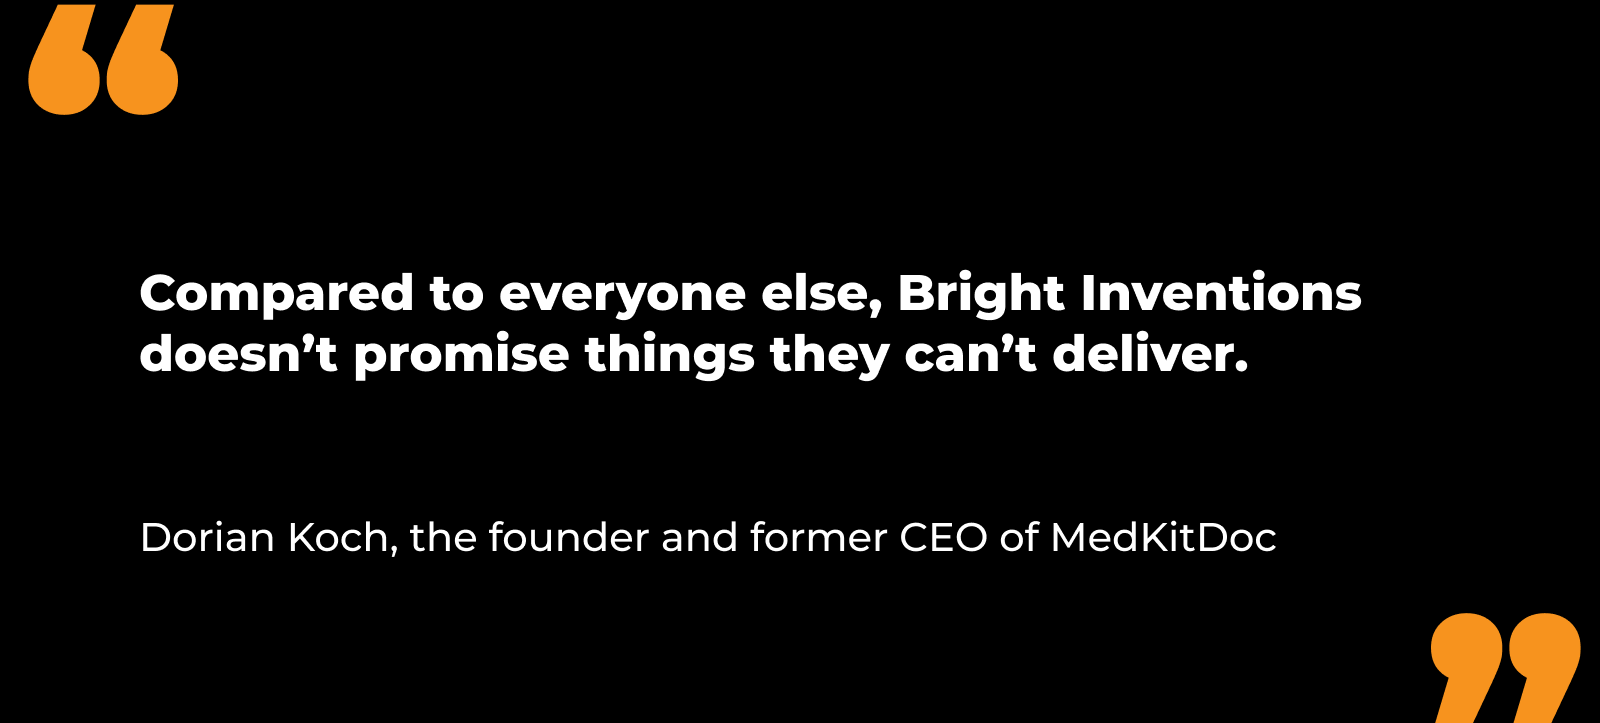 “
Compared to everyone else, Bright Inventions
doesn’t promise things they can’t deliver.
Dorian Koch, the founder and former CEO of MedKitDoc
”